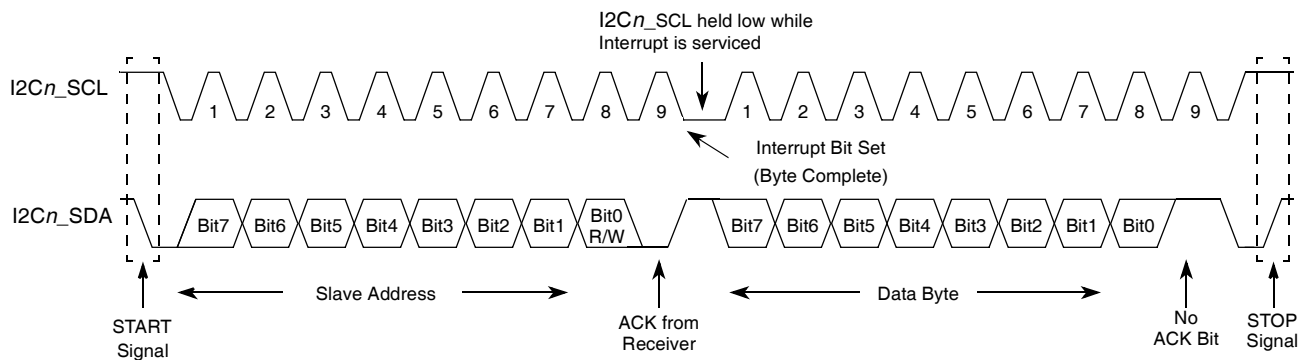 I2Cn_SCL held low while
Interrupt is serviced
I2Cn_SCL
1 2 3 4 5 6 7 8 9 1 2 3 4 5 6 7 8 9
Interrupt Bit Set
(Byte Complete)
I2Cn_SDA
Bit7 Bit6 Bit5 Bit4 Bit3 Bit2 Bit1 Bit0 R/W Bit7 Bit6 Bit5 Bit4 Bit3 Bit2 Bit1 Bit0
Slave Address
Data Byte
START
Signal
ACK from
Receiver
No
ACK Bit
STOP
Signal